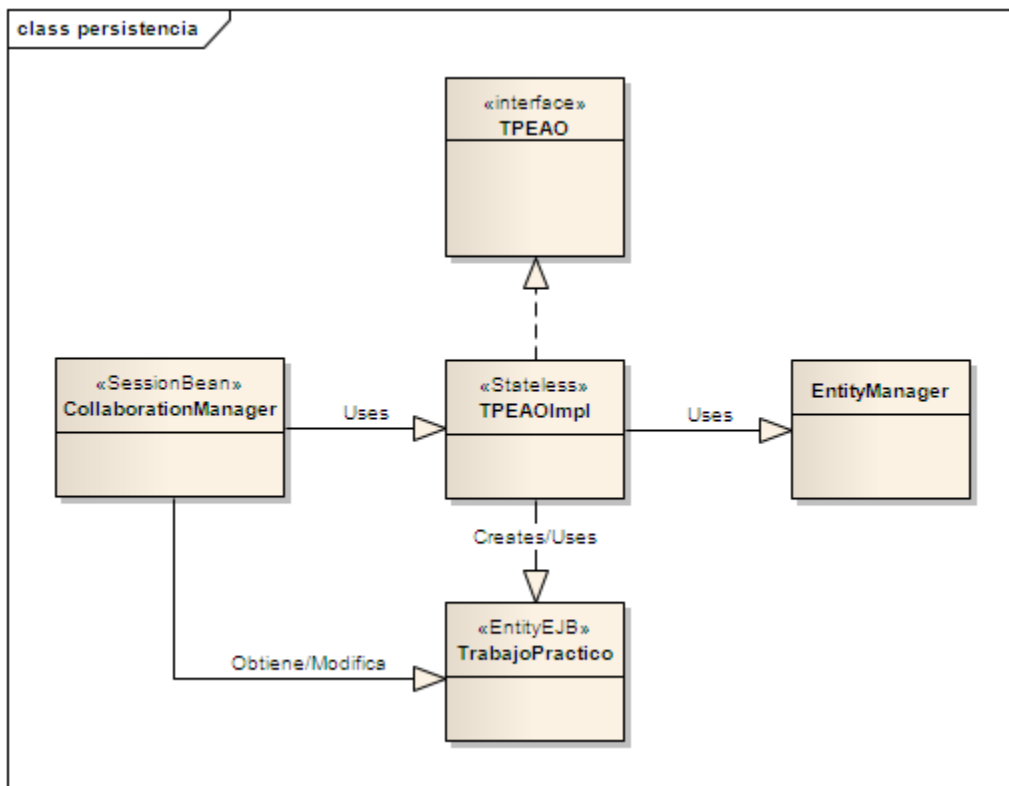 class persistencia
«interface»
TPEAO
«SessionBean»
CollaborationManager
Uses
«Stateless»
TPEAOImpl
Uses
EntityManager
Creates/Uses
«EntityEJB»
TrabajoPractico
Obtiene/Modifica